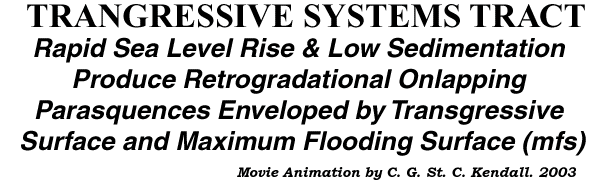 TRANGRESSIVE SYSTEMS TRACT
Rapid Sea Level Rise & Low Sedimentation
Produce Retrogradational Onlapping
Parasquences Enveloped by Transgressive
Surface and Maximum Flooding Surface (mfs)
Movie Animation by C. G. St. C. Kendall. 2003